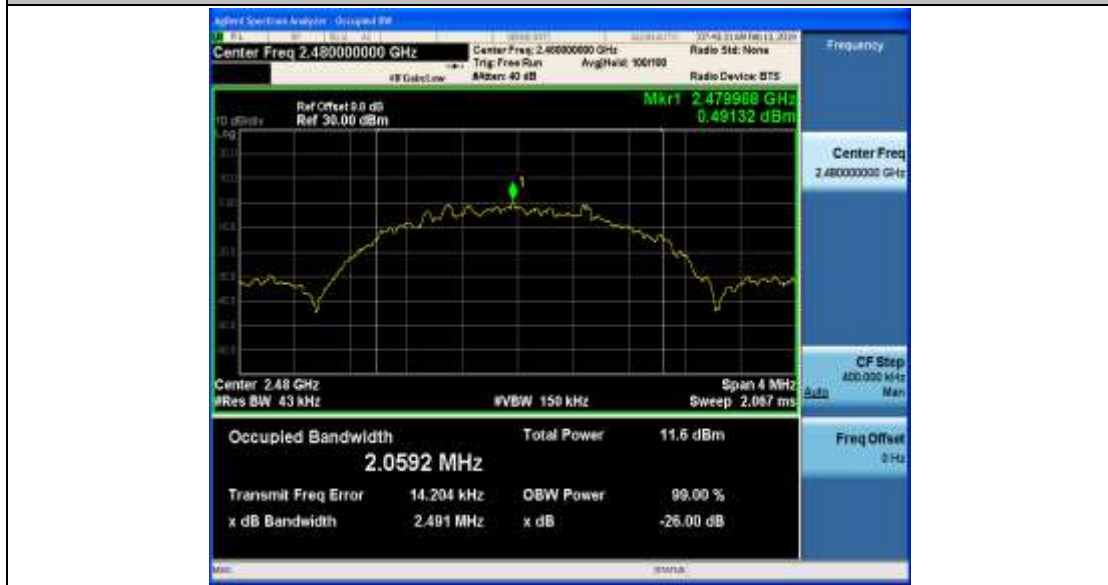 Agilent Spectrum Analyzer - Occupied BW
Center Freq 2.480000000 GHz
Center Freq: 2.480000000 GHz
Radio Std: None
Trig: Free Run
Avg|Hold: 100/100
#IFGain:Low
#Atten: 40 dB
Radio Device: BTS
Frequency
Ref Offset 9.8 dB
Mkr1 2.479968 GHz
10 dB/div
Ref 30.00 dBm
0.49132 dBm
Log
1
Center Freq
2.480000000 GHz
Center 2.48 GHz
Span 4 MHz
#Res BW 43 kHz
#VBW 150 kHz
Sweep 2.067 ms
CF Step
400.000 kHz
Auto Man
Occupied Bandwidth
Total Power 11.6 dBm
2.0592 MHz
Transmit Freq Error 14.204 kHz
OBW Power 99.00 %
x dB Bandwidth 2.491 MHz
x dB -26.00 dB
Freq Offset
0 Hz
MSG
STATUS